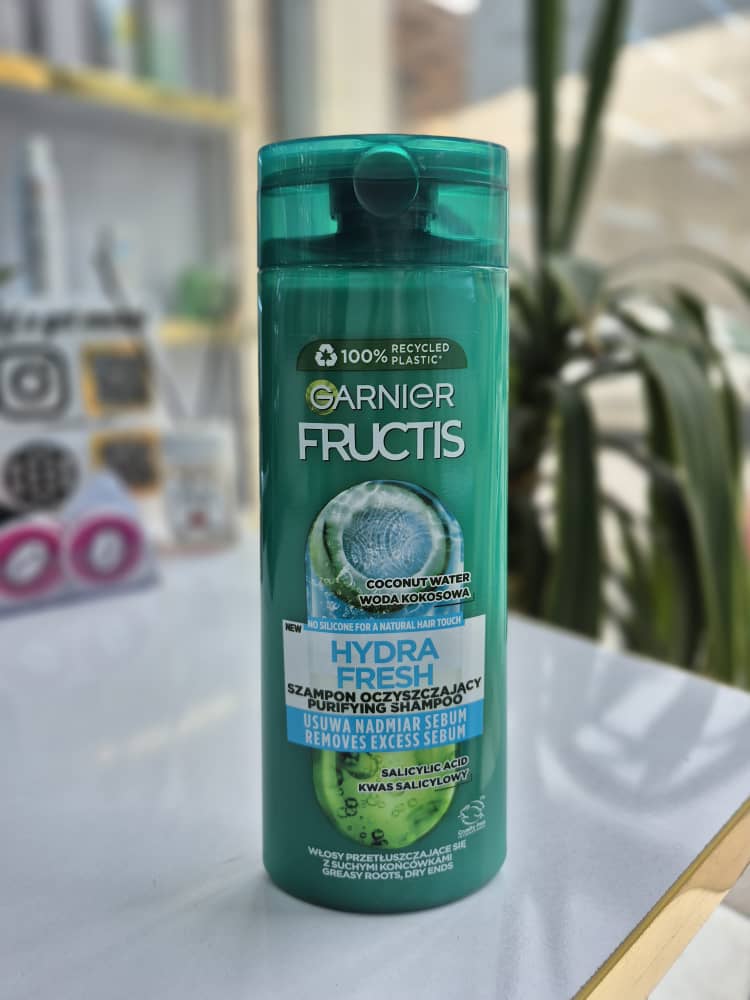 100% RECYCLED
PLASTIC*
GARNIER
FRUCTIS
COCONUT WATER
WODA KOKOSOWA
NEW NO SILICONE FOR A NATURAL HAIR TOUCH
HYDRA
FRESH
SZAMPON OCZYSZCZAJĄCY
PURIFYING SHAMPOO
USUWA NADMIAR SEBUM
REMOVES EXCESS SEBUM
SALICYLIC ACID
KWAS SALICYLOWY
WŁOSY PRZETŁUSZCZAJĄCE SIĘ
Z SUCHYMI KOŃCÓWKAMI
GREASY ROOTS, DRY ENDS